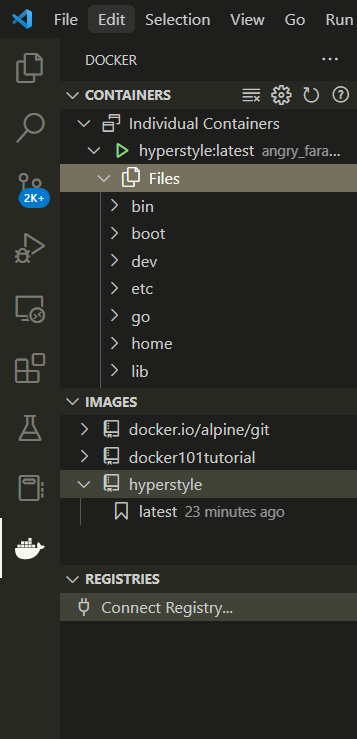 File Edit Selection View Go Run
DOCKER
CONTAINERS
Individual Containers
hyperstyle:latest angry_fara...
Files
bin
boot
2K+
dev
etc
go
home
lib
IMAGES
docker.io/alpine/git
docker101tutorial
hyperstyle
latest 23 minutes ago
REGISTRIES
Connect Registry...